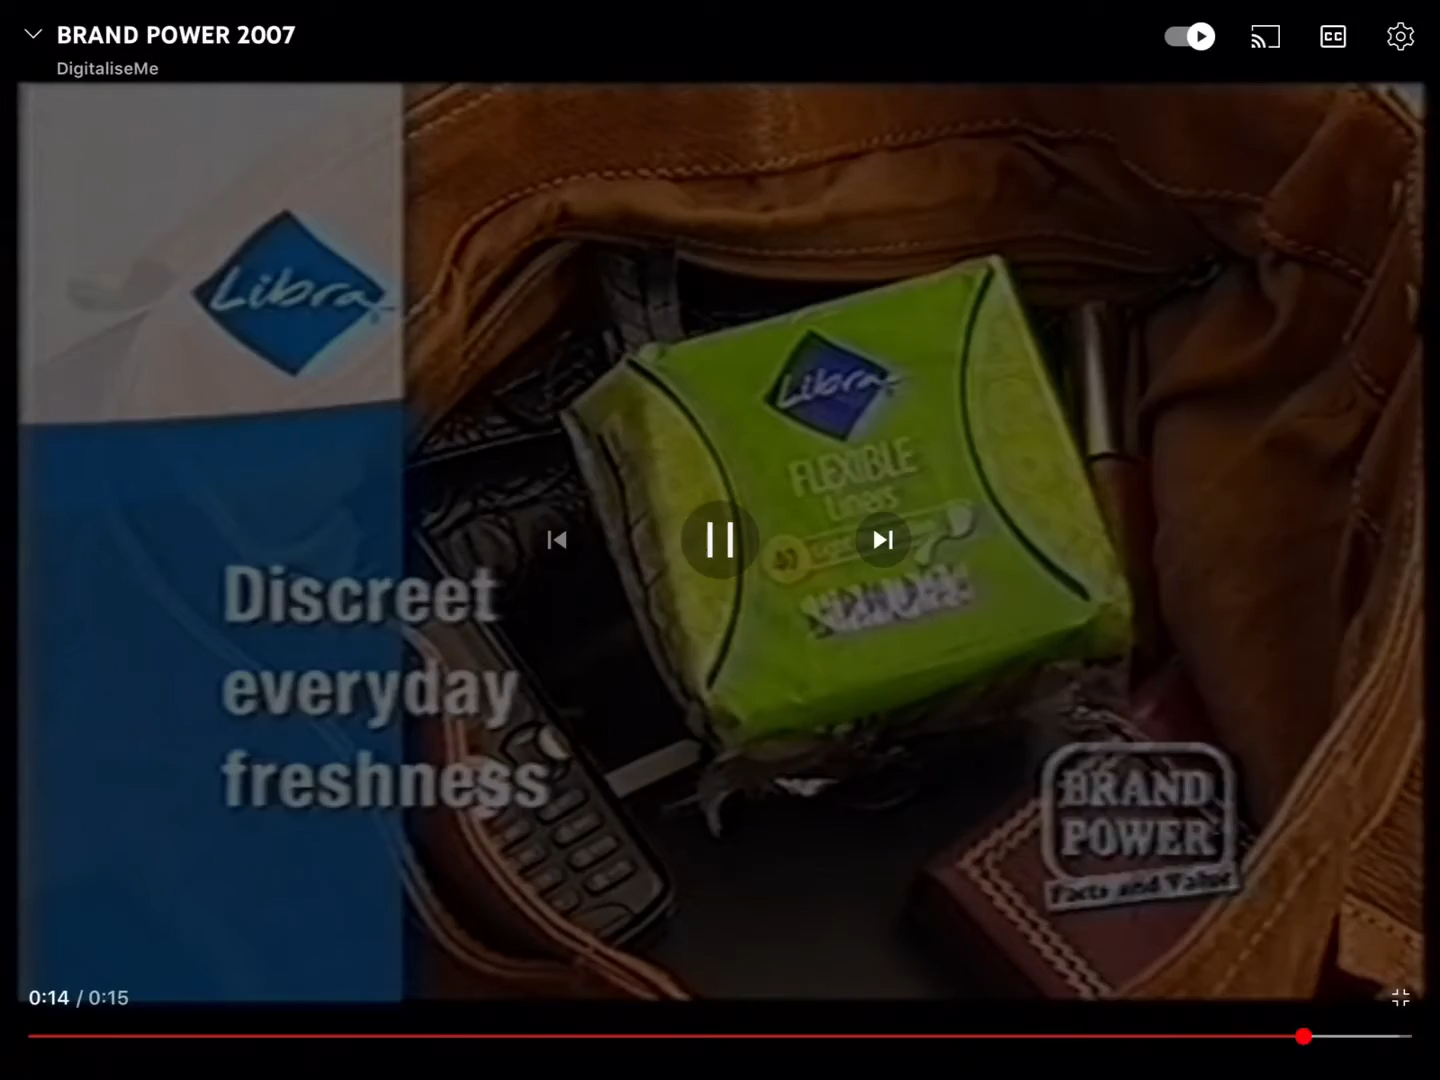 BRAND POWER 2007
DigitaliseMe
CC
Libra
Libra
FLEXIBLE
Liners
Discreet
everyday
freshness
BRAND
POWER
Facts and Value
0:14 / 0:15